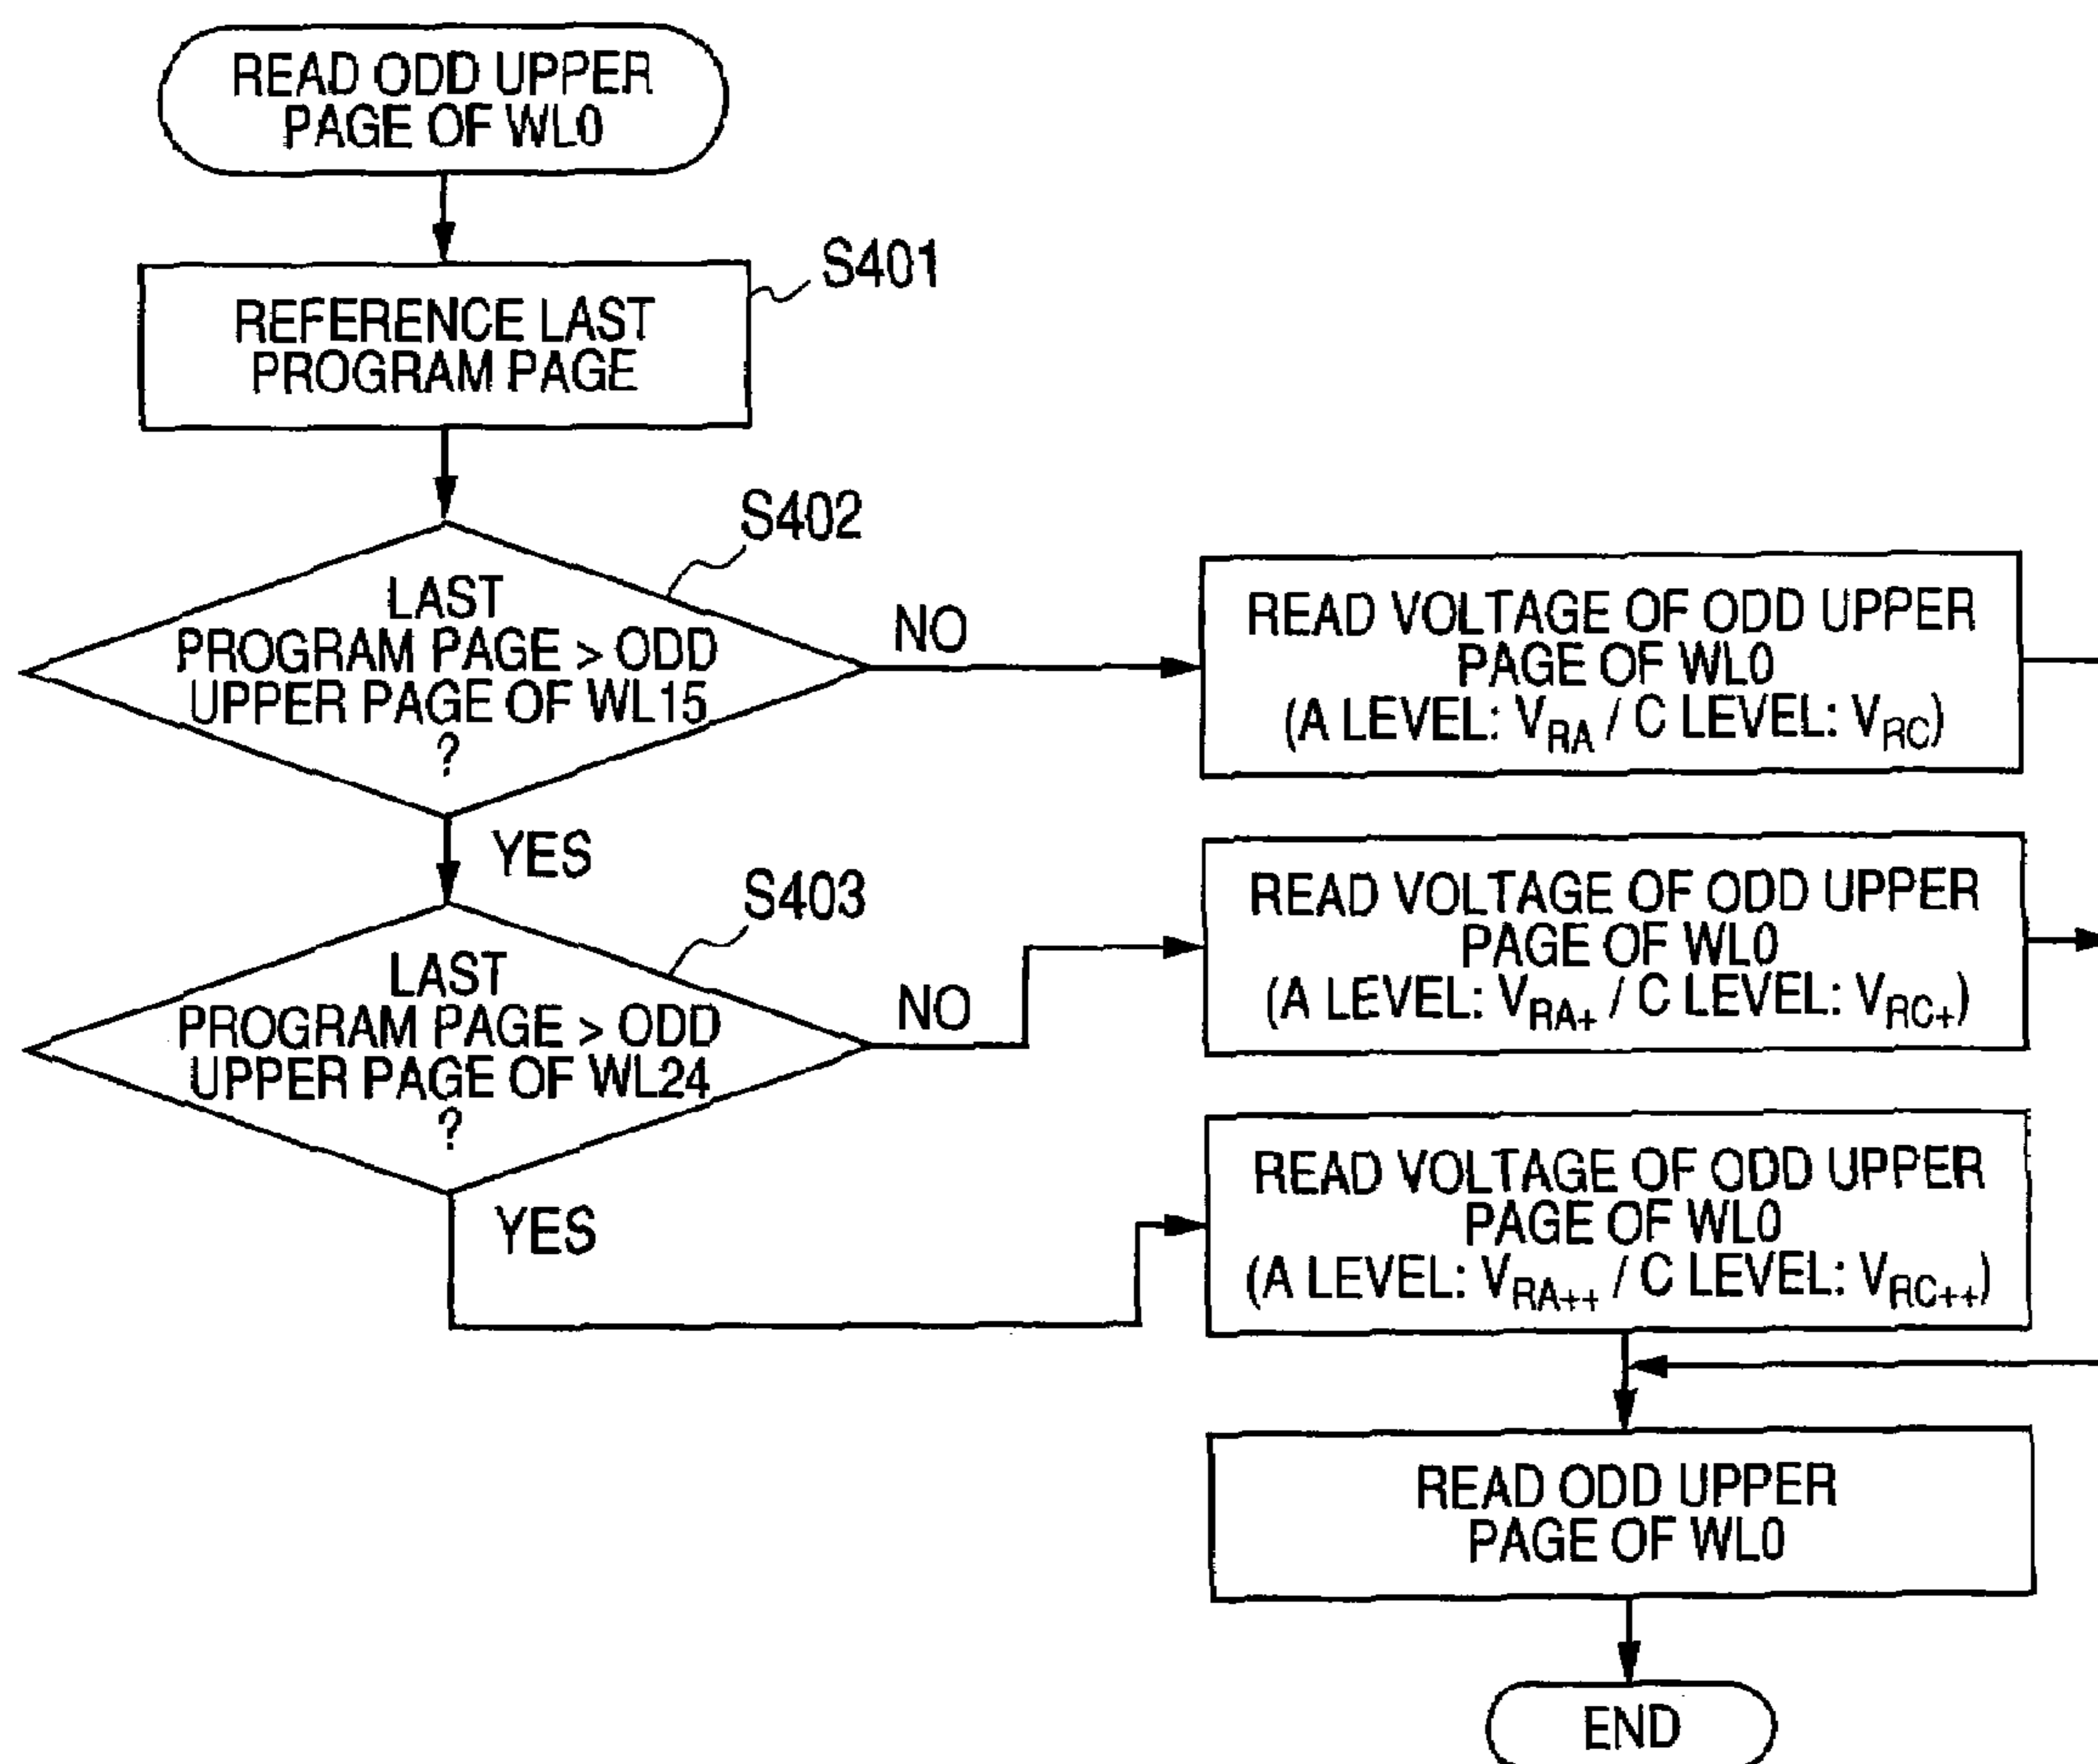 READ ODD UPPER
PAGE OF WL0
REFERENCE LAST
PROGRAM PAGE
S401
LAST
PROGRAM PAGE > ODD
UPPER PAGE OF WL15
?
S402
NO
YES
READ VOLTAGE OF ODD UPPER
PAGE OF WL0
(A LEVEL: VRA / C LEVEL: VRC)
LAST
PROGRAM PAGE > ODD
UPPER PAGE OF WL24
?
S403
NO
YES
READ VOLTAGE OF ODD UPPER
PAGE OF WL0
(A LEVEL: VRA+ / C LEVEL: VRC+)
READ VOLTAGE OF ODD UPPER
PAGE OF WL0
(A LEVEL: VRA++ / C LEVEL: VRC++)
READ ODD UPPER
PAGE OF WL0
END